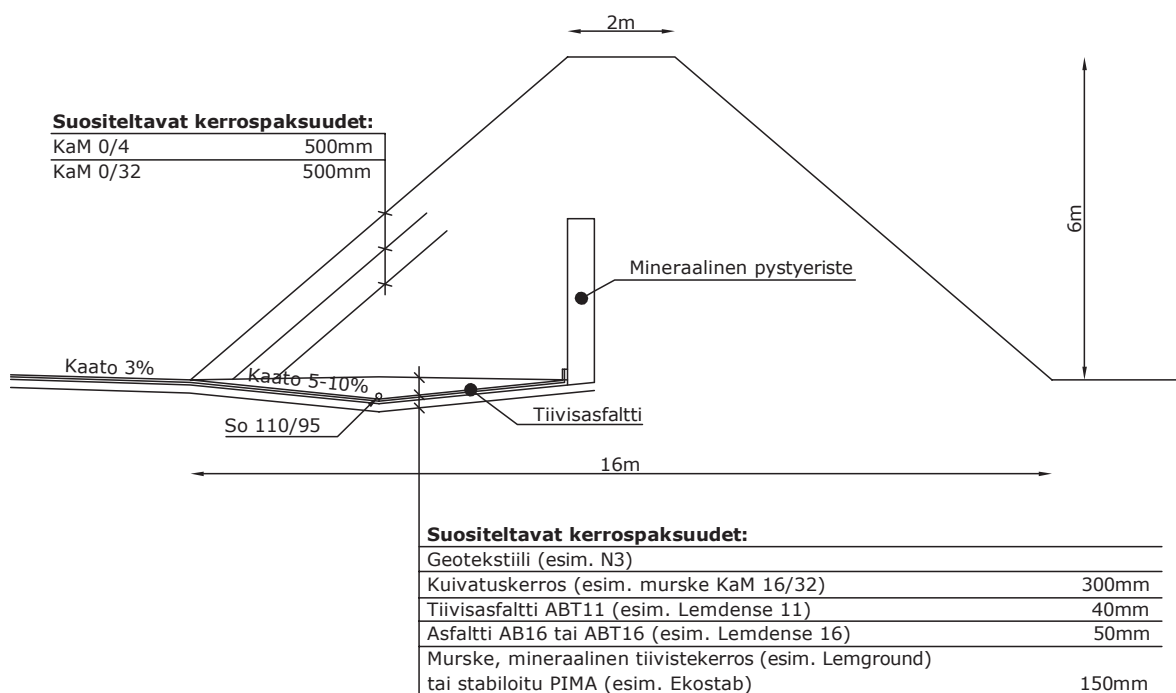 2m
Suositeltavat kerrospaksuudet:
KaM 0/4 500mm
KaM 0/32 500mm
6m
Mineraalinen pystyeriste
Kaato 3%
Kaato 5-10%
So 110/95
Tiivisasfaltti
16m
Suositeltavat kerrospaksuudet:
Geotekstiili (esim. N3)
Kuivatuskerros (esim. murske KaM 16/32) 300mm
Tiivisasfaltti ABT11 (esim. Lemdense 11) 40mm
Asfaltti AB16 tai ABT16 (esim. Lemdense 16) 50mm
Murske, mineraalinen tiivistekerros (esim. Lemground)
tai stabiloitu PIMA (esim. Ekostab) 150mm